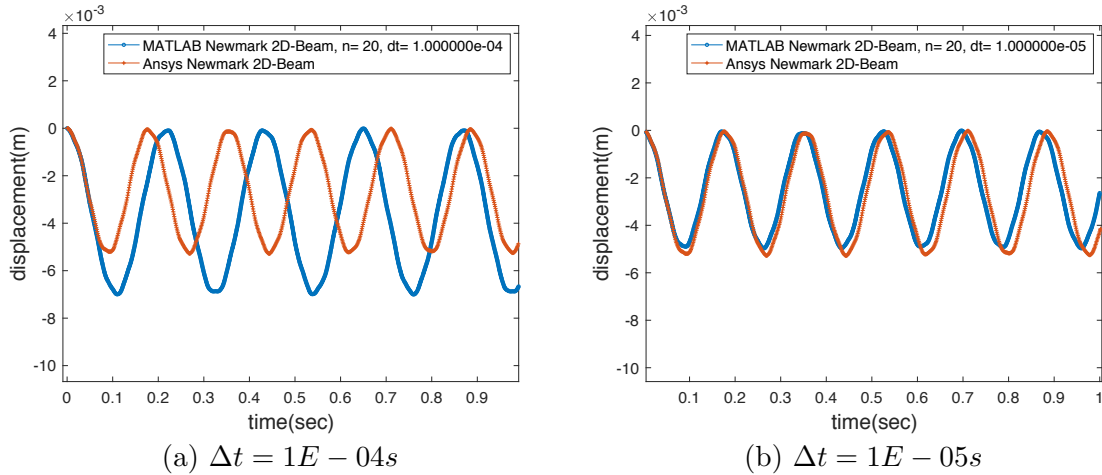 ×10⁻³
4
2
0
-2
-4
-6
-8
-10
displacement(m)
MATLAB Newmark 2D-Beam, n= 20, dt= 1.000000e-04
Ansys Newmark 2D-Beam
0 0.1 0.2 0.3 0.4 0.5 0.6 0.7 0.8 0.9
time(sec)
(a) Δt = 1E − 04s
×10⁻³
4
2
0
-2
-4
-6
-8
-10
displacement(m)
MATLAB Newmark 2D-Beam, n= 20, dt= 1.000000e-05
Ansys Newmark 2D-Beam
0.1 0.2 0.3 0.4 0.5 0.6 0.7 0.8 0.9 1
time(sec)
(b) Δt = 1E − 05s